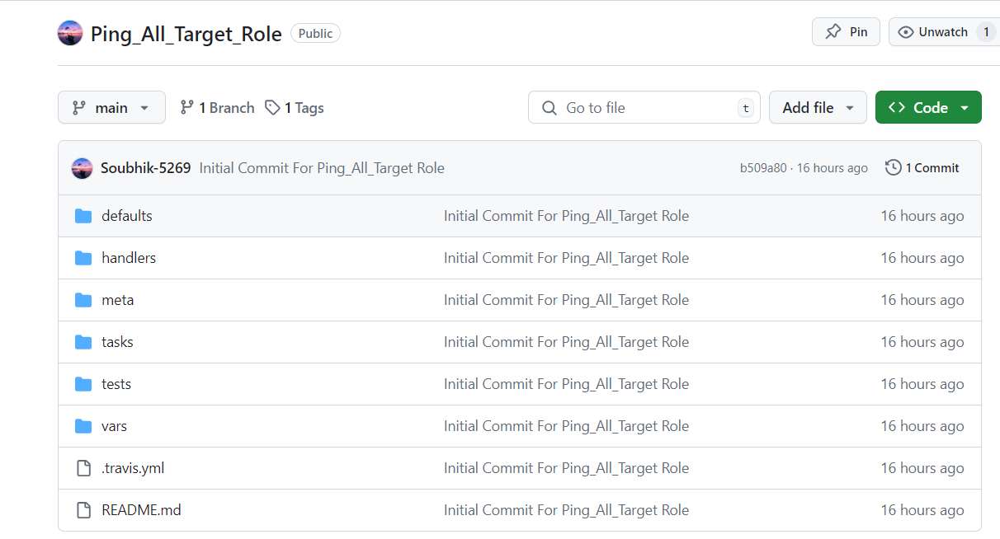 Ping_All_Target_Role Public Pin Unwatch 1
main 1 Branch 1 Tags Go to file t Add file Code
Soubhik-5269 Initial Commit For Ping_All_Target Role b509a80 · 16 hours ago 1 Commit
defaults Initial Commit For Ping_All_Target Role 16 hours ago
handlers Initial Commit For Ping_All_Target Role 16 hours ago
meta Initial Commit For Ping_All_Target Role 16 hours ago
tasks Initial Commit For Ping_All_Target Role 16 hours ago
tests Initial Commit For Ping_All_Target Role 16 hours ago
vars Initial Commit For Ping_All_Target Role 16 hours ago
.travis.yml Initial Commit For Ping_All_Target Role 16 hours ago
README.md Initial Commit For Ping_All_Target Role 16 hours ago